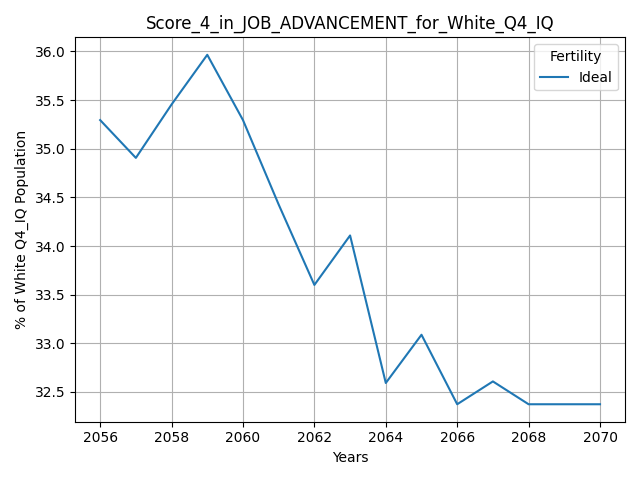 Score_4_in_JOB_ADVANCEMENT_for_White_Q4_IQ
Fertility
Ideal
% of White Q4_IQ Population
36.0
35.5
35.0
34.5
34.0
33.5
33.0
32.5
2056 2058 2060 2062 2064 2066 2068 2070
Years